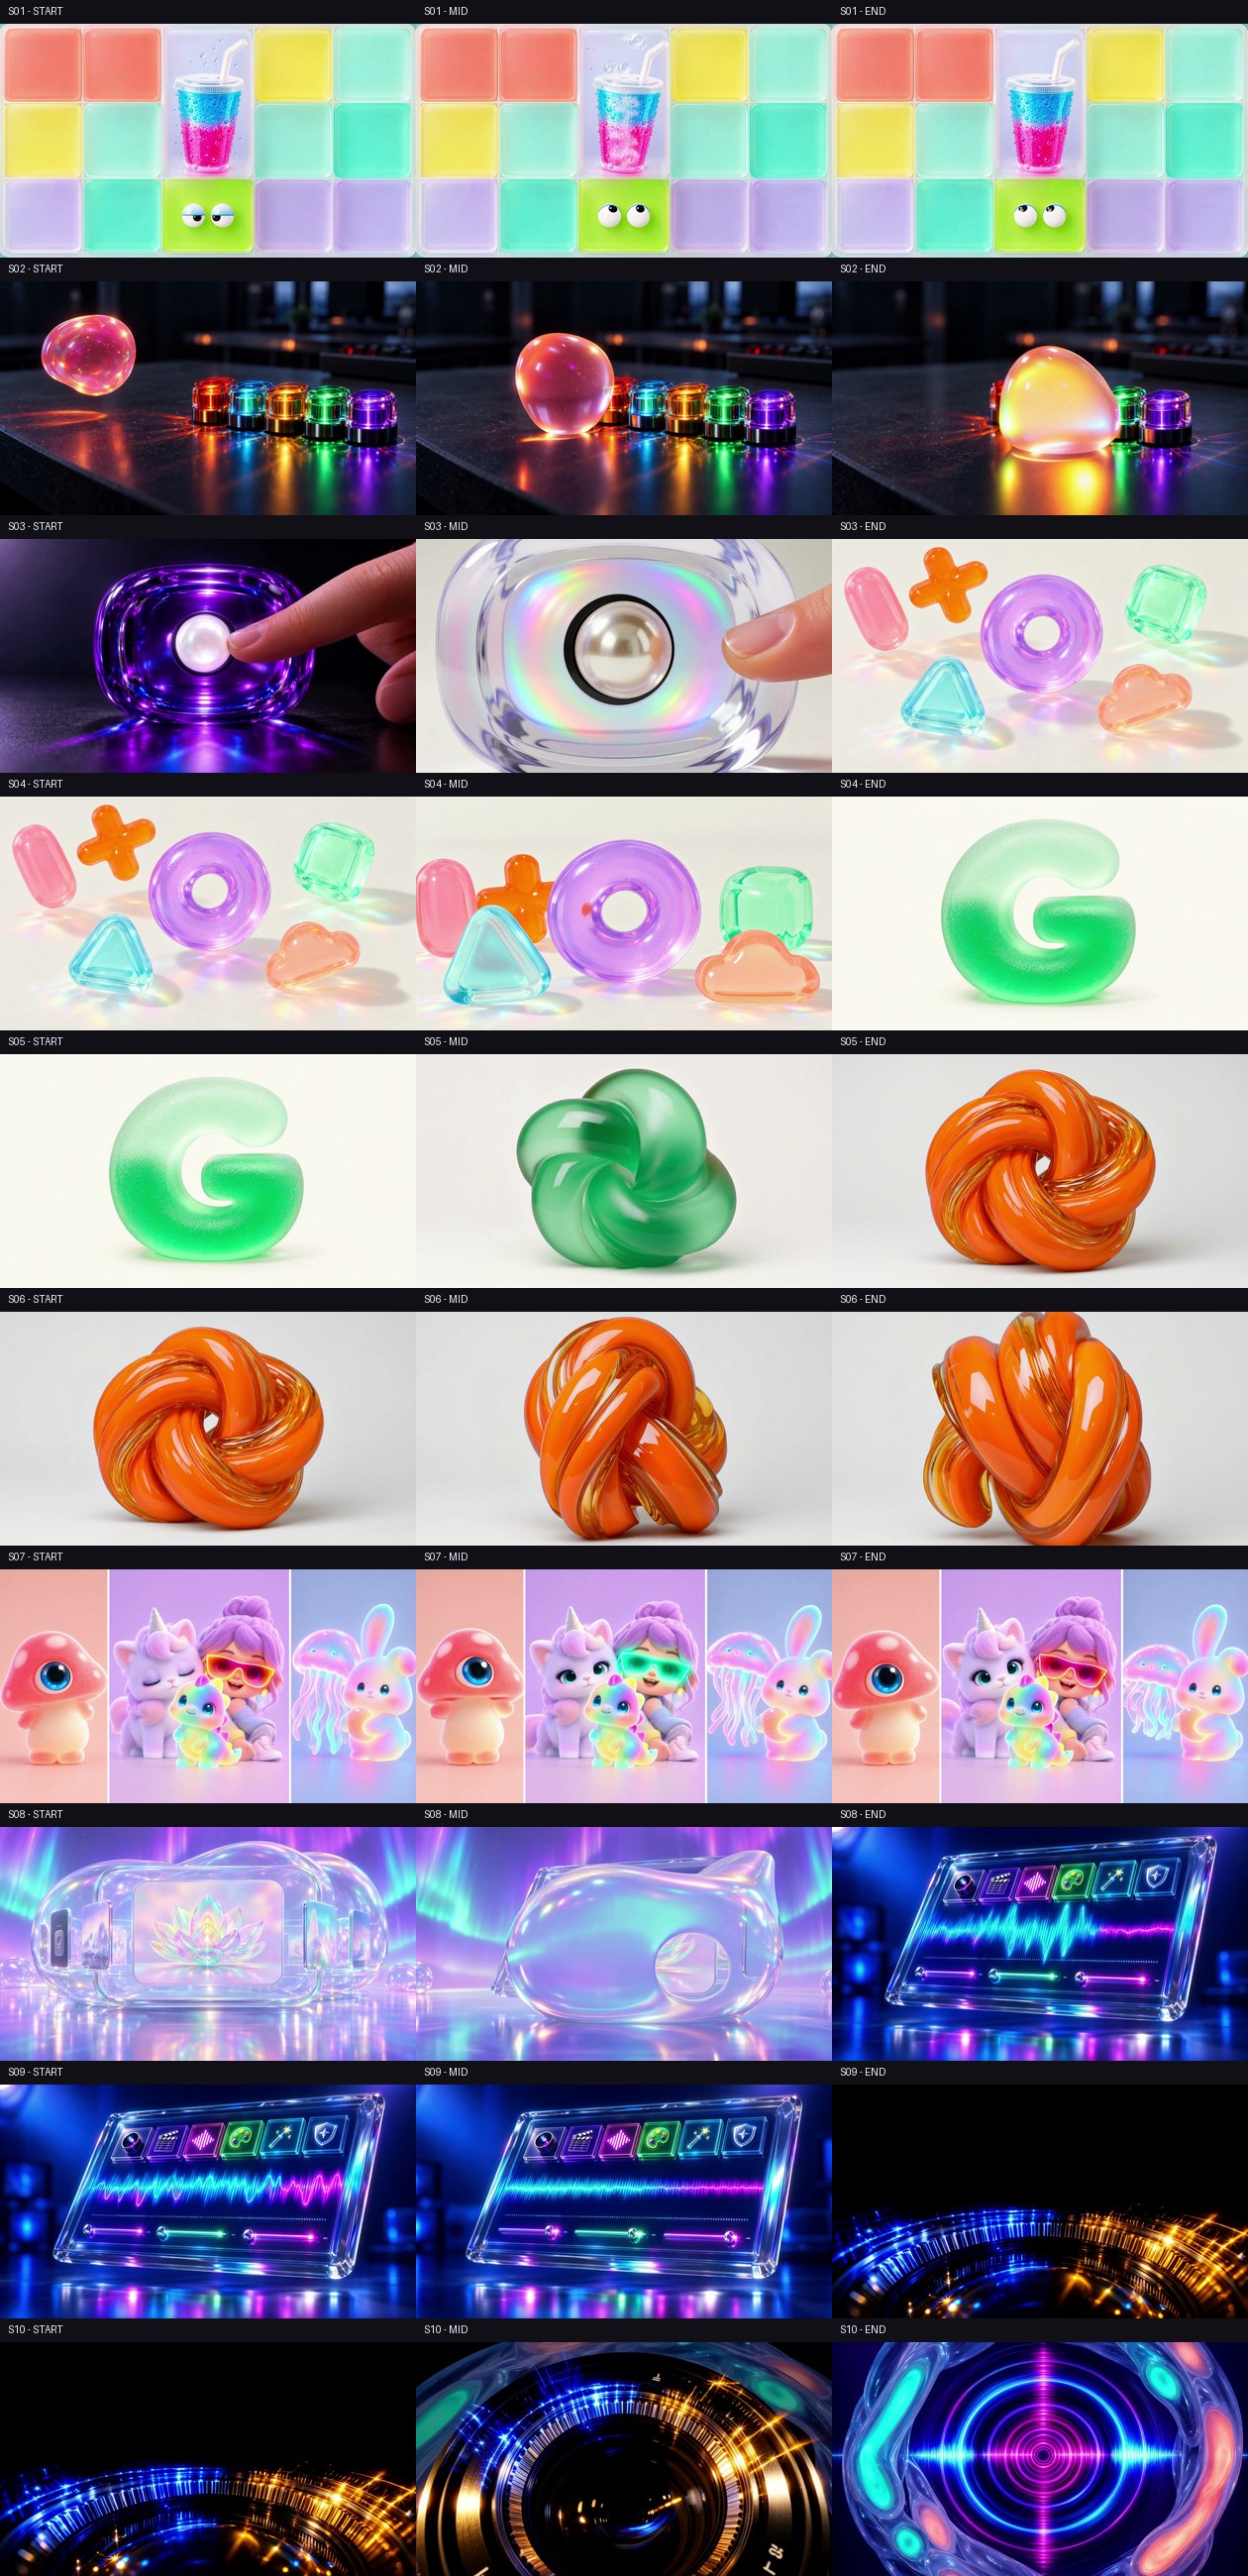 S01 - START
S01 - MID
S01 - END
S02 - START
S02 - MID
S02 - END
S03 - START
S03 - MID
S03 - END
S04 - START
S04 - MID
S04 - END
G
S05 - START
S05 - MID
S05 - END
G
S06 - START
S06 - MID
S06 - END
S07 - START
S07 - MID
S07 - END
S08 - START
S08 - MID
S08 - END
S09 - START
S09 - MID
S09 - END
S10 - START
S10 - MID
S10 - END